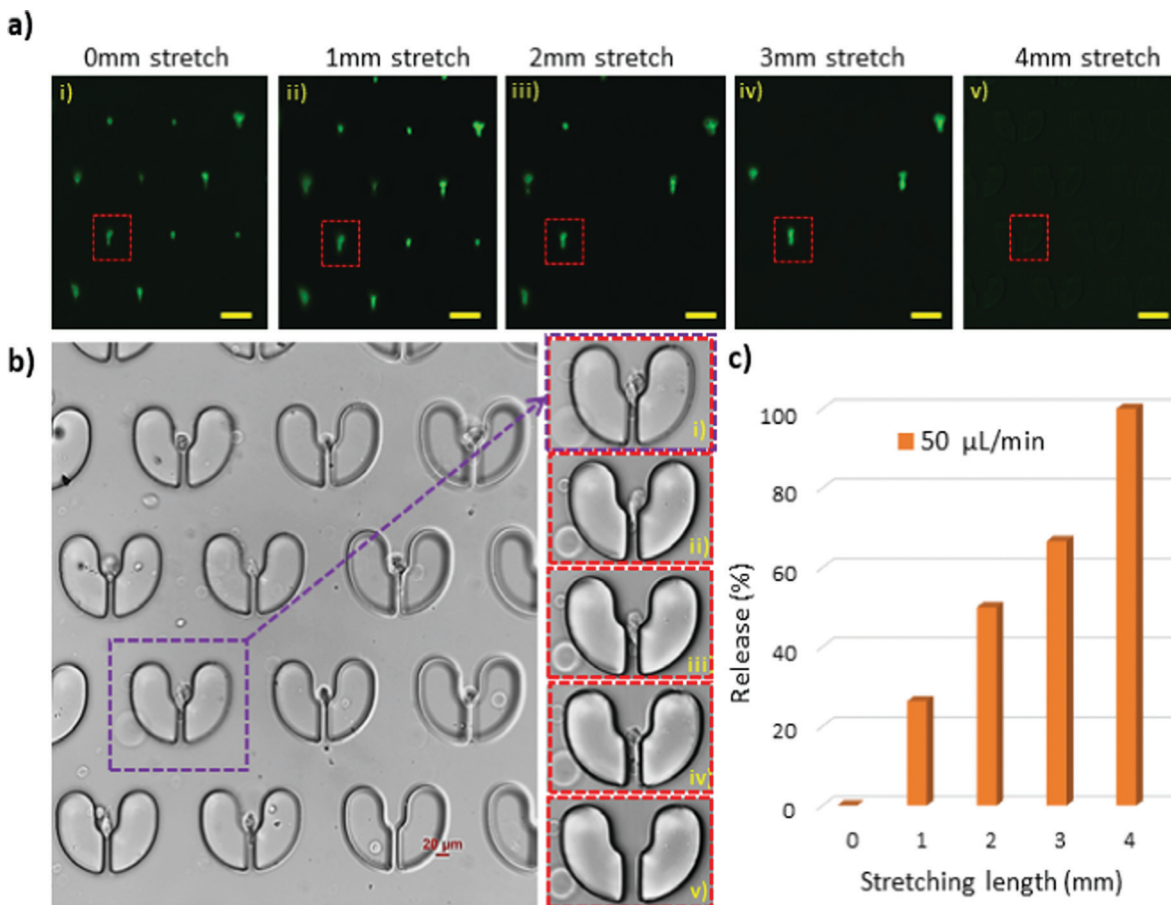 a)
0mm stretch
1mm stretch
2mm stretch
3mm stretch
4mm stretch
i)
ii)
iii)
iv)
v)
b)
20 µm
i)
ii)
iii
iv
v)
c)
50 µL/min
100
80
60
40
20
0
Release (%)
0 1 2 3 4
Stretching length (mm)